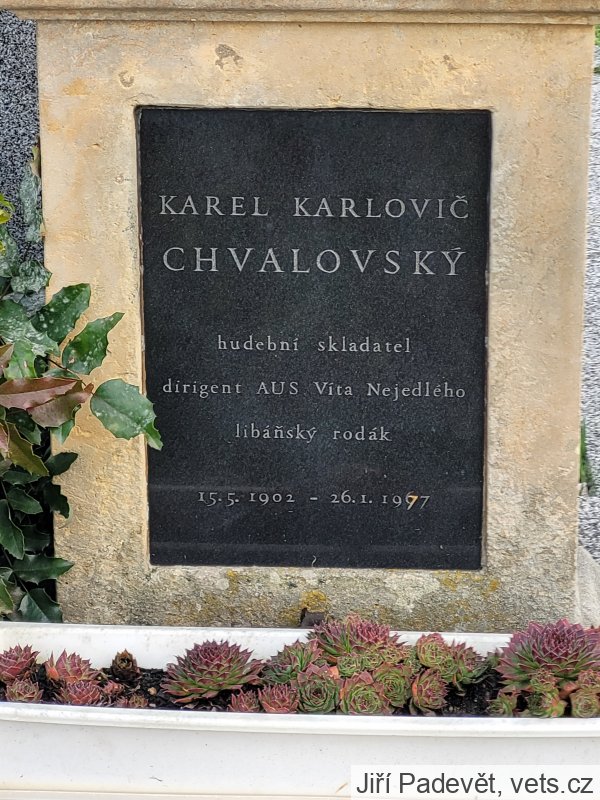 KAREL KARLOVIČ
CHVALOVSKÝ
hudební skladatel
dirigent AUS Víta Nejedlého
libáňský rodák
15. 5. 1902 – 26. 1. 1967
Jiří Padevět, vets.cz